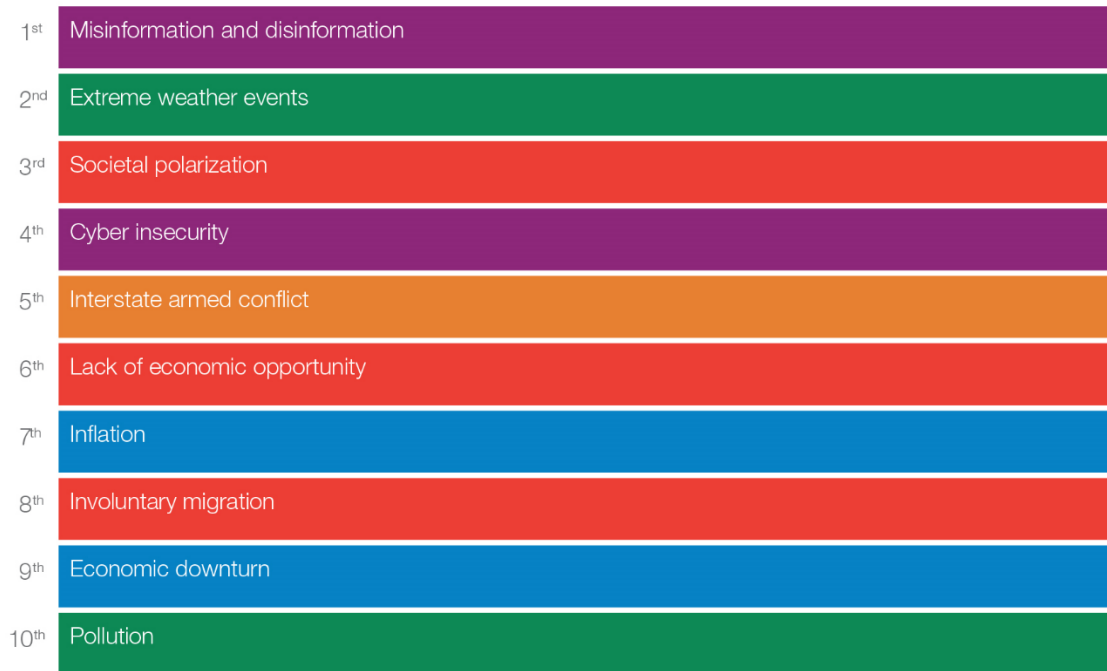 1st Misinformation and disinformation
2nd Extreme weather events
3rd Societal polarization
4th Cyber insecurity
5th Interstate armed conflict
6th Lack of economic opportunity
7th Inflation
8th Involuntary migration
9th Economic downturn
10th Pollution